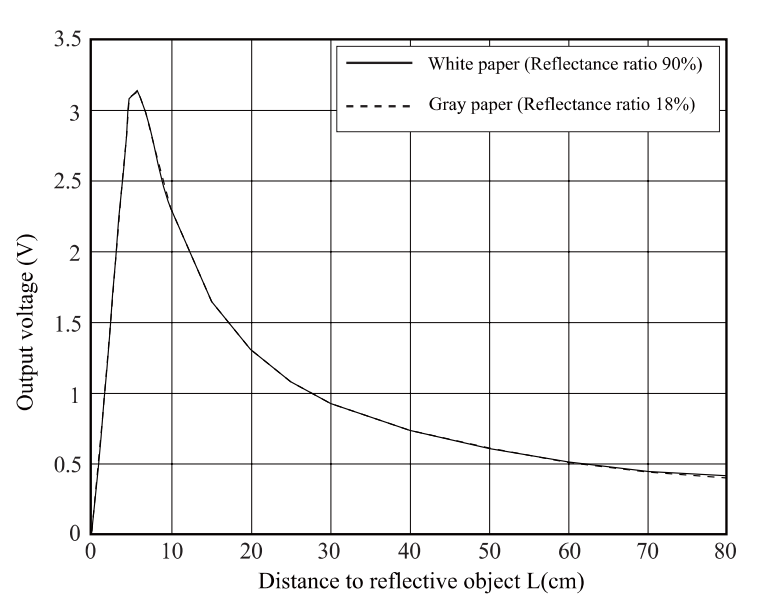 3.5
3
2.5
2
1.5
1
0.5
0
Output voltage (V)
White paper (Reflectance ratio 90%)
Gray paper (Reflectance ratio 18%)
0 10 20 30 40 50 60 70 80
Distance to reflective object L(cm)